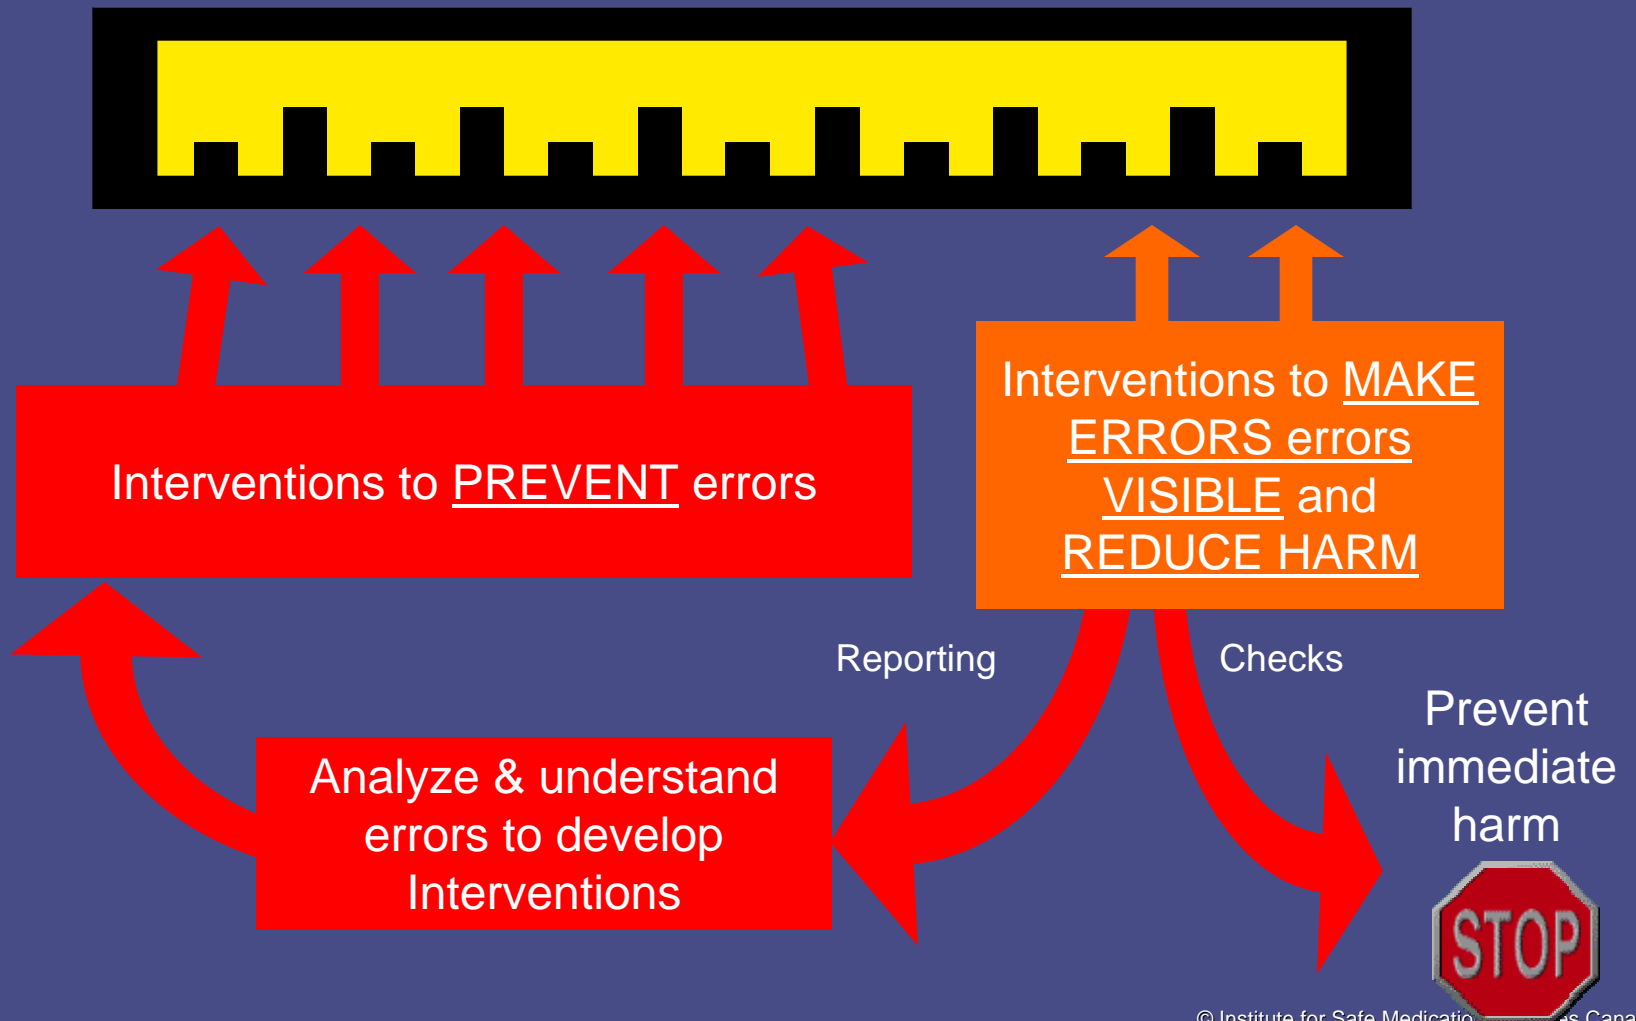 Interventions to PREVENT errors
Interventions to MAKE
ERRORS errors
VISIBLE and
REDUCE HARM
Reporting
Checks
Analyze & understand
errors to develop
Interventions
Prevent
immediate
harm
STOP
© Institute for Safe